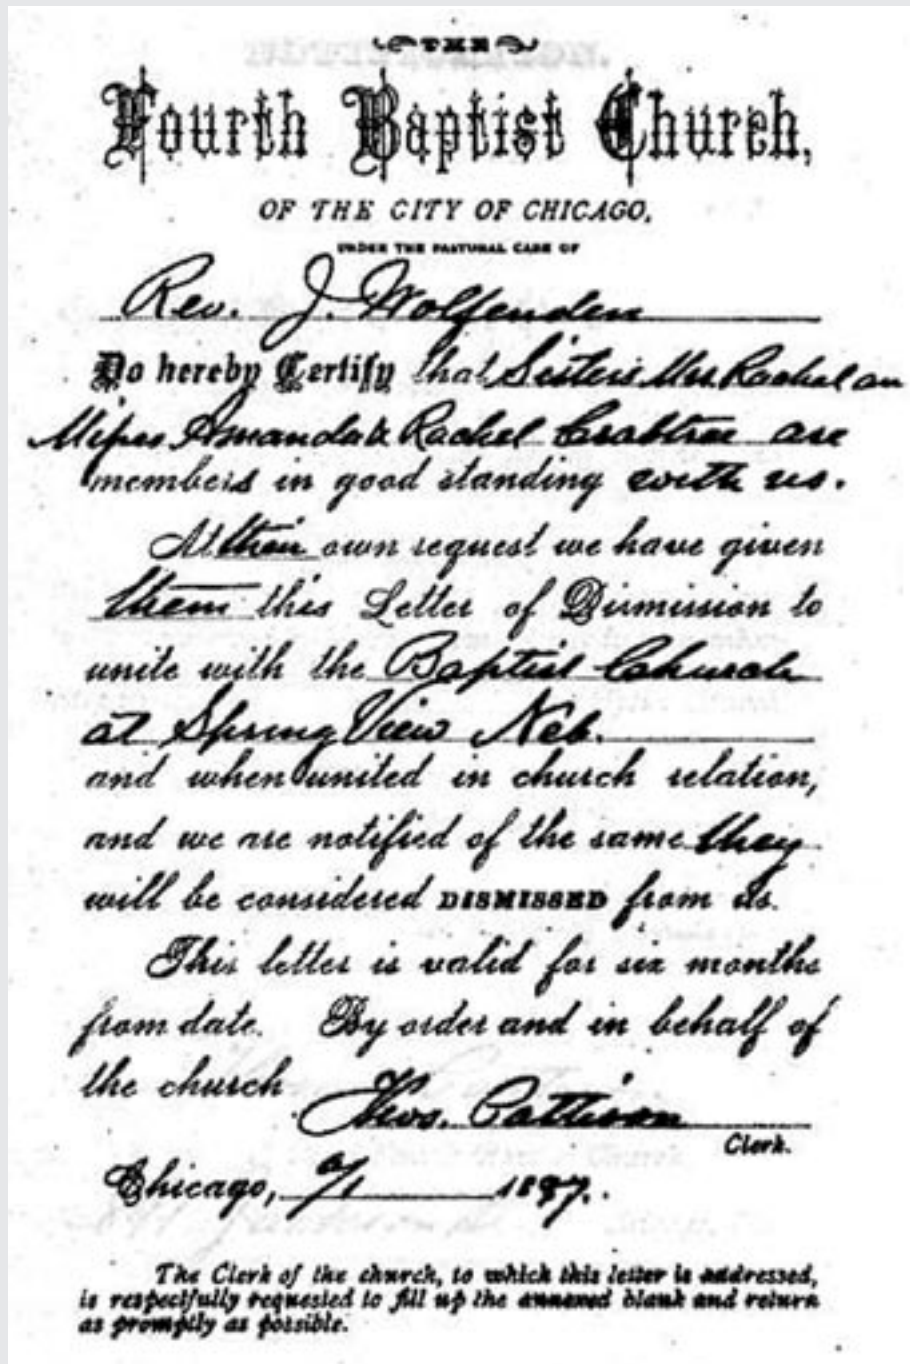 THE
Fourth Baptist Church,
OF THE CITY OF CHICAGO,
UNDER THE PASTORAL CARE OF
Rev. J. Wolfenden
Do hereby Certify that Sisters Mrs. Rachel an
Misses Amanda & Rachel Crabtree are
members in good standing with us.
At their own request we have given
them this Letter of Dismission to
unite with the Baptist Church
at Spring View Neb.
and when united in church relation,
and we are notified of the same they
will be considered DISMISSED from us.
This letter is valid for six months
from date. By order and in behalf of
the church
Thos. Pattison
Clerk.
Chicago, 1887.
The Clerk of the church, to which this letter is addressed,
is respectfully requested to fill up the annexed blank and return
as promptly as possible.